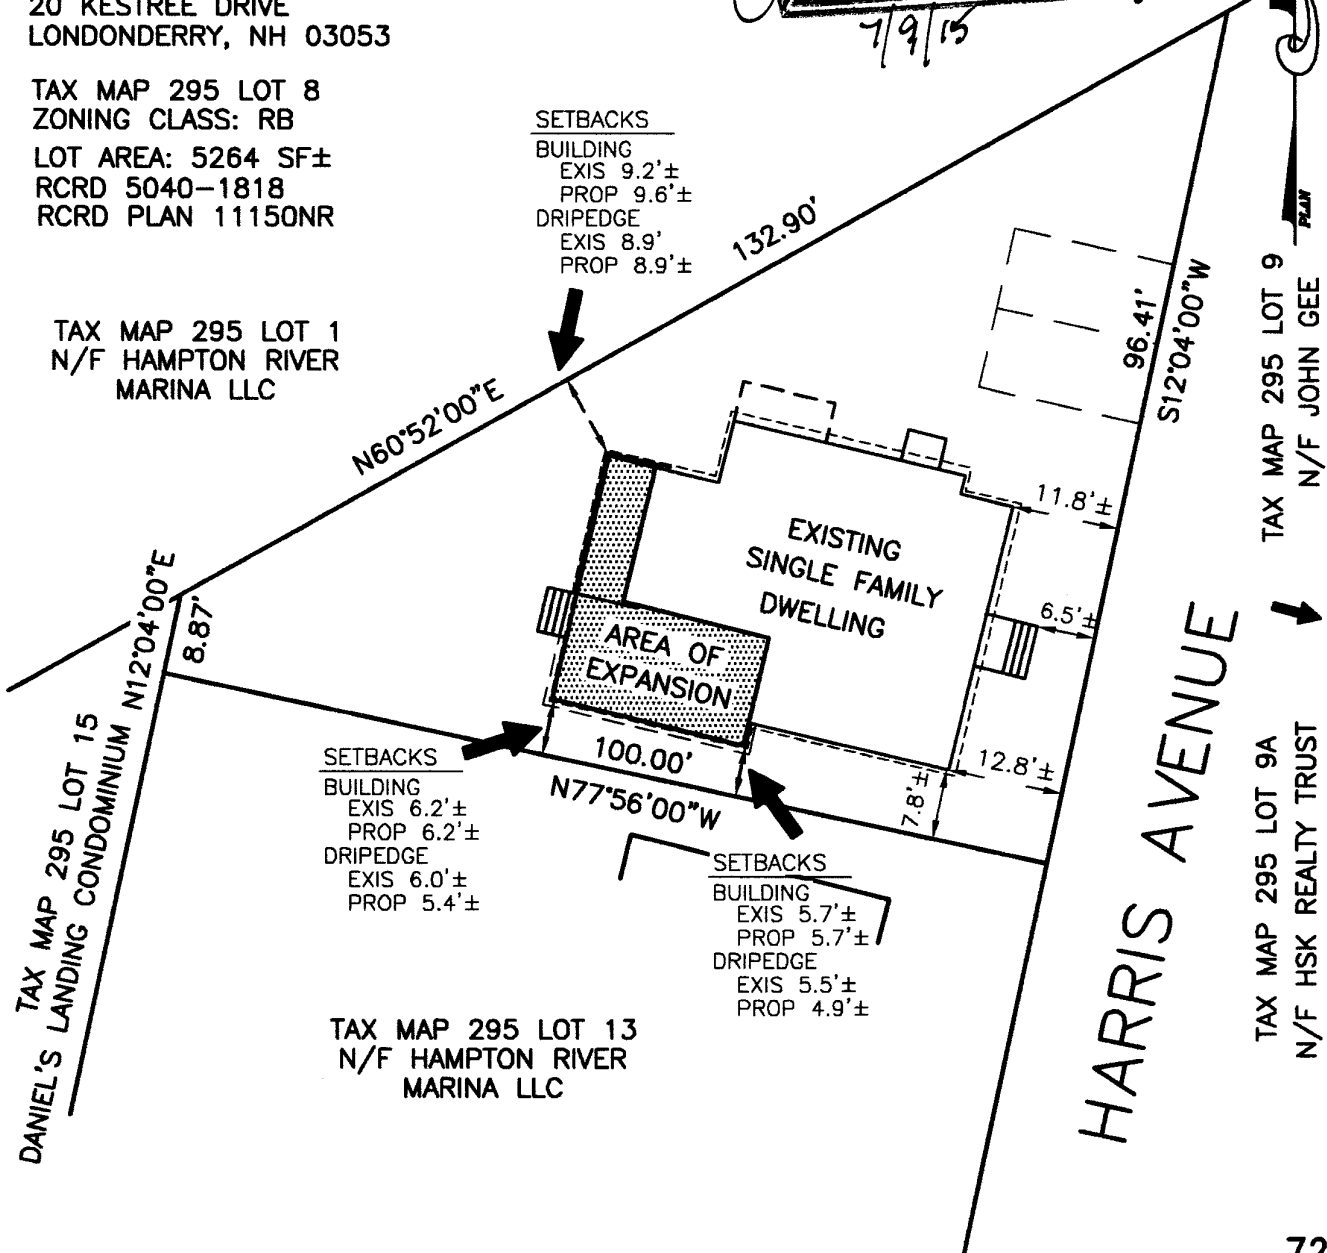 20 KESTREE DRIVE
LONDONDERRY, NH 03053
7/9/15
TAX MAP 295 LOT 8
ZONING CLASS: RB
LOT AREA: 5264 SF±
RCRD 5040-1818
RCRD PLAN 11150NR
SETBACKS
BUILDING
EXIS 9.2'±
PROP 9.6'±
DRIPEDGE
EXIS 8.9'
PROP 8.9'±
132.90'
PLAN
TAX MAP 295 LOT 9
N/F JOHN GEE
96.41'
S12°04'00"W
TAX MAP 295 LOT 1
N/F HAMPTON RIVER
MARINA LLC
N60°52'00"E
11.8'±
EXISTING
SINGLE FAMILY
DWELLING
6.5'±
AREA OF
EXPANSION
N12°04'00"E
8.87'
TAX MAP 295 LOT 15
DANIEL'S LANDING CONDOMINIUM
100.00'
N77°56'00"W
12.8'±
7.8'±
SETBACKS
BUILDING
EXIS 6.2'±
PROP 6.2'±
DRIPEDGE
EXIS 6.0'±
PROP 5.4'±
SETBACKS
BUILDING
EXIS 5.7'±
PROP 5.7'±
DRIPEDGE
EXIS 5.5'±
PROP 4.9'±
HARRIS AVENUE
TAX MAP 295 LOT 9A
N/F HSK REALTY TRUST
TAX MAP 295 LOT 13
N/F HAMPTON RIVER
MARINA LLC
72